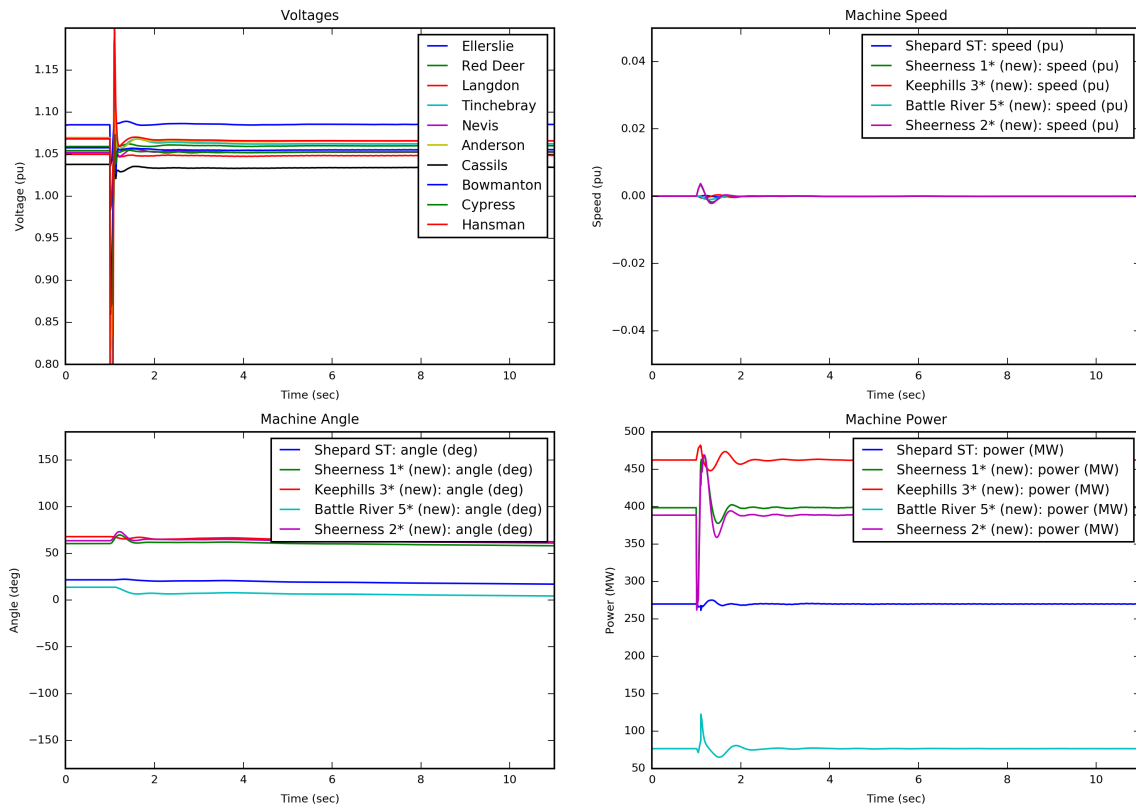 Voltages
1.15
1.10
1.05
1.00
0.95
0.90
0.85
0.80
Voltage (pu)
Ellerslie
Red Deer
Langdon
Tinchebray
Nevis
Anderson
Cassils
Bowmanton
Cypress
Hansman
0 2 4 6 8 10
Time (sec)
Machine Speed
0.04
0.02
0.00
−0.02
−0.04
Speed (pu)
Shepard ST: speed (pu)
Sheerness 1* (new): speed (pu)
Keephills 3* (new): speed (pu)
Battle River 5* (new): speed (pu)
Sheerness 2* (new): speed (pu)
0 2 4 6 8 10
Time (sec)
Machine Angle
150
100
50
0
−50
−100
−150
Angle (deg)
Shepard ST: angle (deg)
Sheerness 1* (new): angle (deg)
Keephills 3* (new): angle (deg)
Battle River 5* (new): angle (deg)
Sheerness 2* (new): angle (deg)
0 2 4 6 8 10
Time (sec)
Machine Power
500
450
400
350
300
250
200
150
100
50
Power (MW)
Shepard ST: power (MW)
Sheerness 1* (new): power (MW)
Keephills 3* (new): power (MW)
Battle River 5* (new): power (MW)
Sheerness 2* (new): power (MW)
0 2 4 6 8 10
Time (sec)